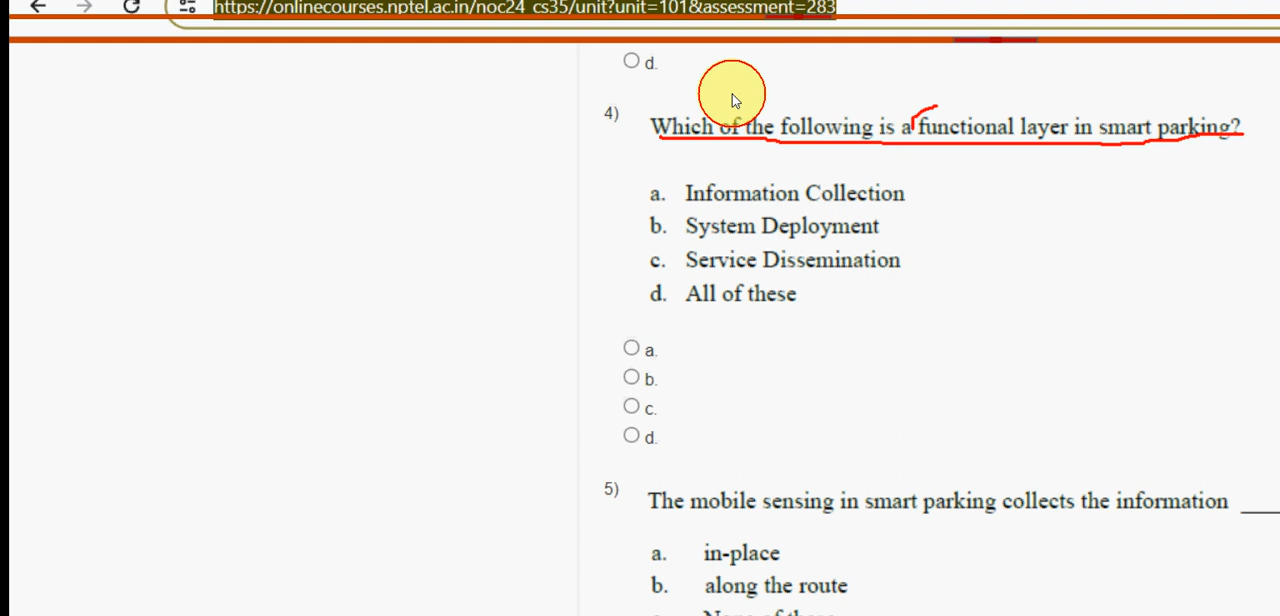 https://onlinecourses.nptel.ac.in/noc24_cs35/unit?unit=101&assessment=283
d.
4) Which of the following is a functional layer in smart parking?
a. Information Collection
b. System Deployment
c. Service Dissemination
d. All of these
a.
b.
c.
d.
5) The mobile sensing in smart parking collects the information ___
a. in-place
b. along the route